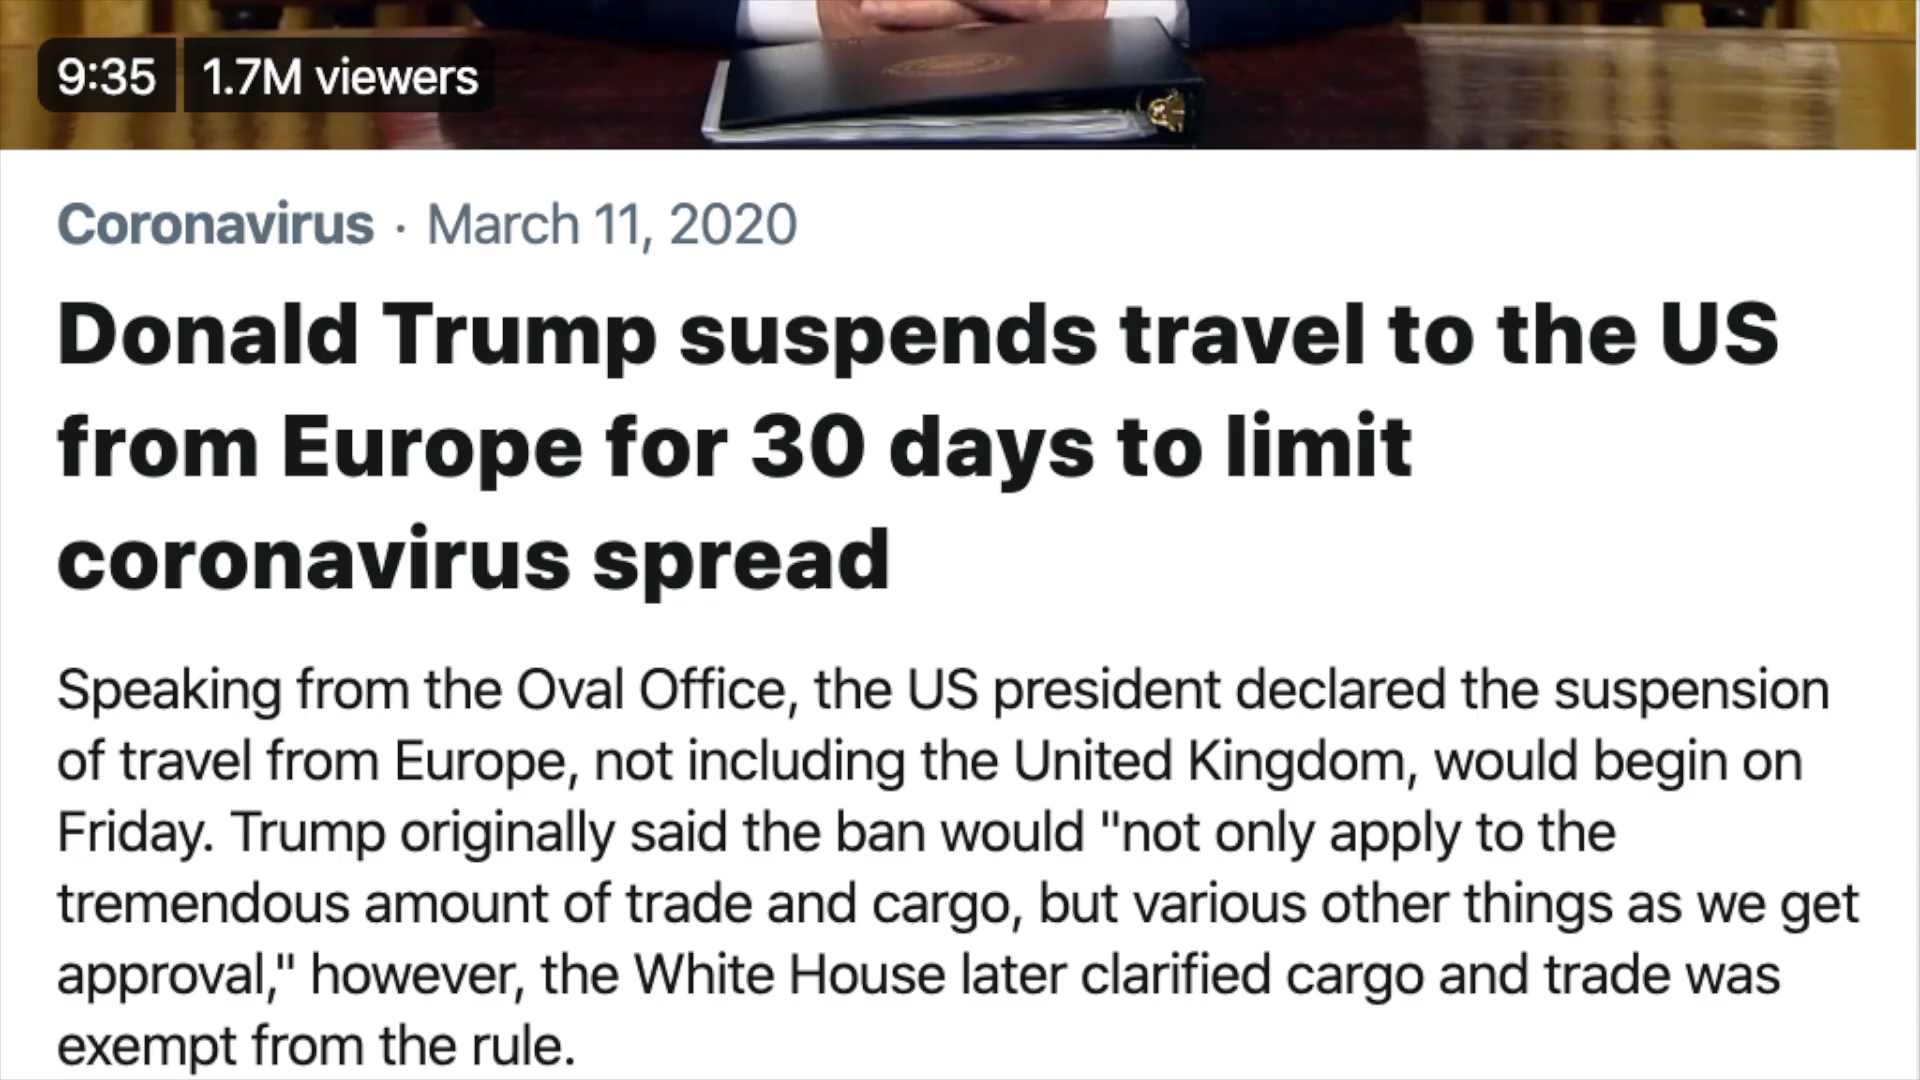 9:35 1.7M viewers
Coronavirus · March 11, 2020
Donald Trump suspends travel to the US
from Europe for 30 days to limit
coronavirus spread
Speaking from the Oval Office, the US president declared the suspension
of travel from Europe, not including the United Kingdom, would begin on
Friday. Trump originally said the ban would "not only apply to the
tremendous amount of trade and cargo, but various other things as we get
approval," however, the White House later clarified cargo and trade was
exempt from the rule.